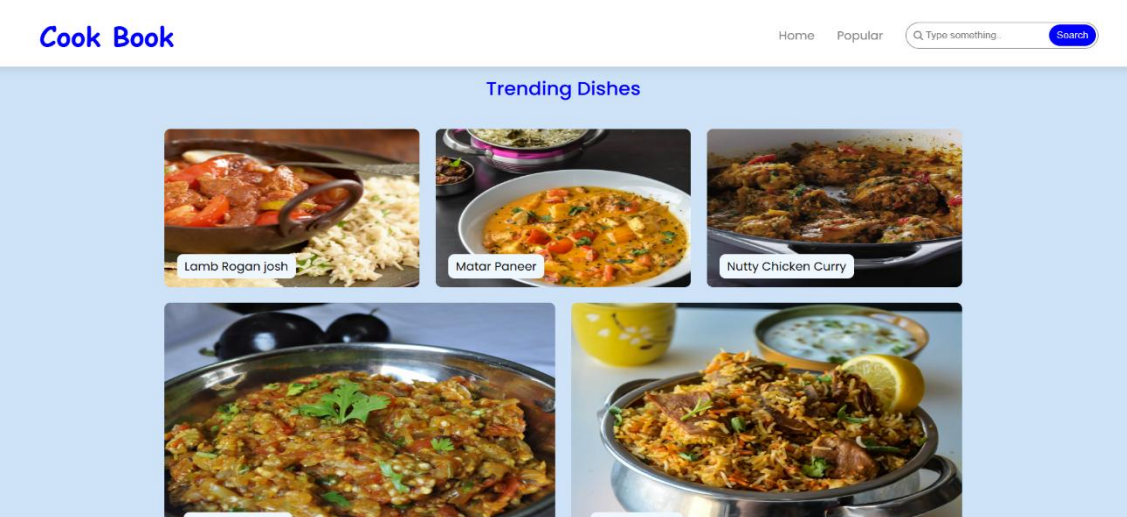 Cook Book
Home
Popular
Type something..
Search
Trending Dishes
Lamb Rogan josh
Matar Paneer
Nutty Chicken Curry